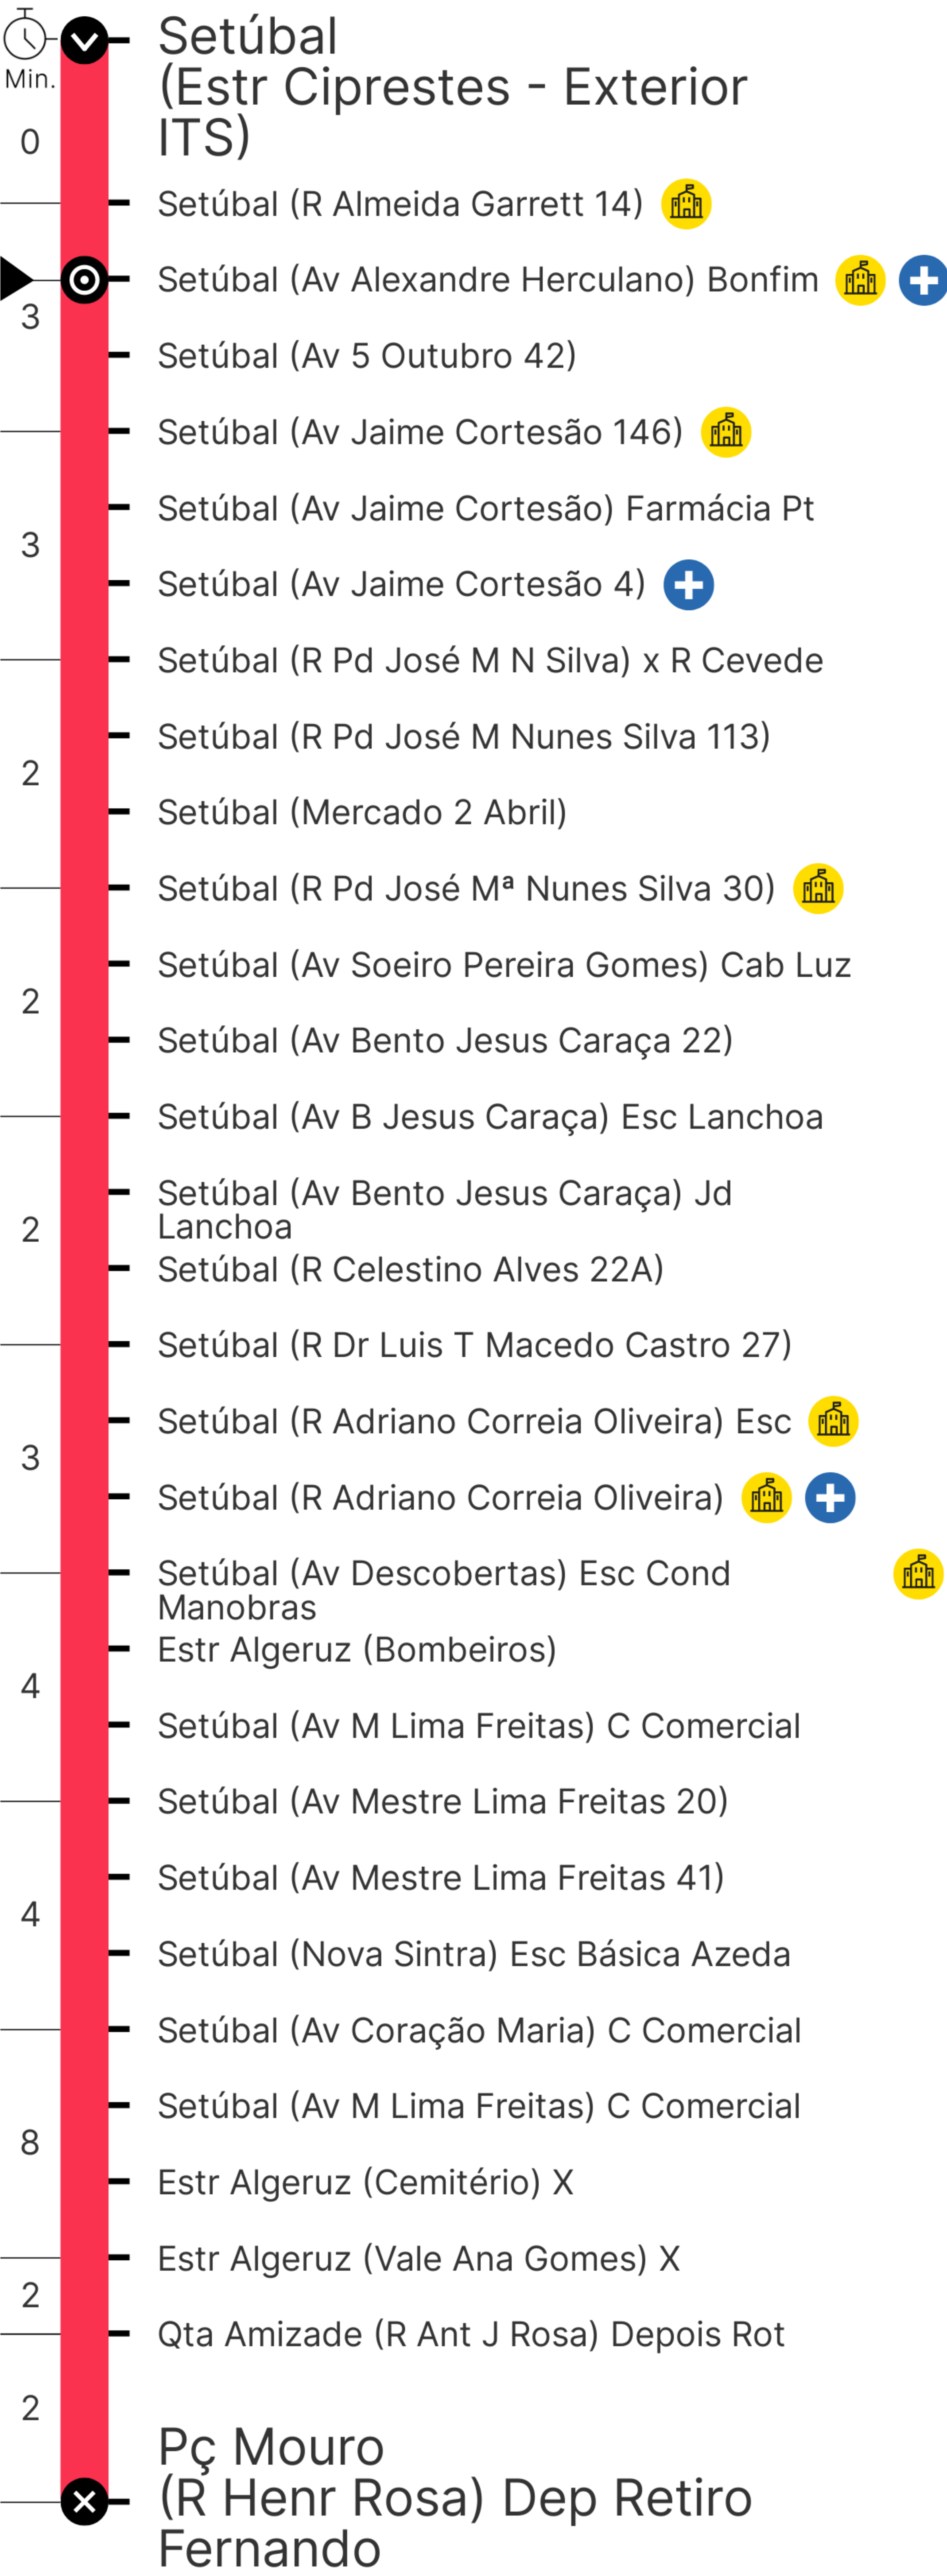 Setúbal
(Estr Ciprestes - Exterior
ITS)
Min.
0
Setúbal (R Almeida Garrett 14)
Setúbal (Av Alexandre Herculano) Bonfim
3
Setúbal (Av 5 Outubro 42)
Setúbal (Av Jaime Cortesão 146)
Setúbal (Av Jaime Cortesão) Farmácia Pt
3
Setúbal (Av Jaime Cortesão 4)
Setúbal (R Pd José M N Silva) x R Cevede
Setúbal (R Pd José M Nunes Silva 113)
2
Setúbal (Mercado 2 Abril)
Setúbal (R Pd José Mª Nunes Silva 30)
Setúbal (Av Soeiro Pereira Gomes) Cab Luz
2
Setúbal (Av Bento Jesus Caraça 22)
Setúbal (Av B Jesus Caraça) Esc Lanchoa
Setúbal (Av Bento Jesus Caraça) Jd
Lanchoa
2
Setúbal (R Celestino Alves 22A)
Setúbal (R Dr Luis T Macedo Castro 27)
Setúbal (R Adriano Correia Oliveira) Esc
3
Setúbal (R Adriano Correia Oliveira)
Setúbal (Av Descobertas) Esc Cond
Manobras
Estr Algeruz (Bombeiros)
4
Setúbal (Av M Lima Freitas) C Comercial
Setúbal (Av Mestre Lima Freitas 20)
Setúbal (Av Mestre Lima Freitas 41)
4
Setúbal (Nova Sintra) Esc Básica Azeda
Setúbal (Av Coração Maria) C Comercial
Setúbal (Av M Lima Freitas) C Comercial
8
Estr Algeruz (Cemitério) X
Estr Algeruz (Vale Ana Gomes) X
2
Qta Amizade (R Ant J Rosa) Depois Rot
2
Pç Mouro
(R Henr Rosa) Dep Retiro
Fernando